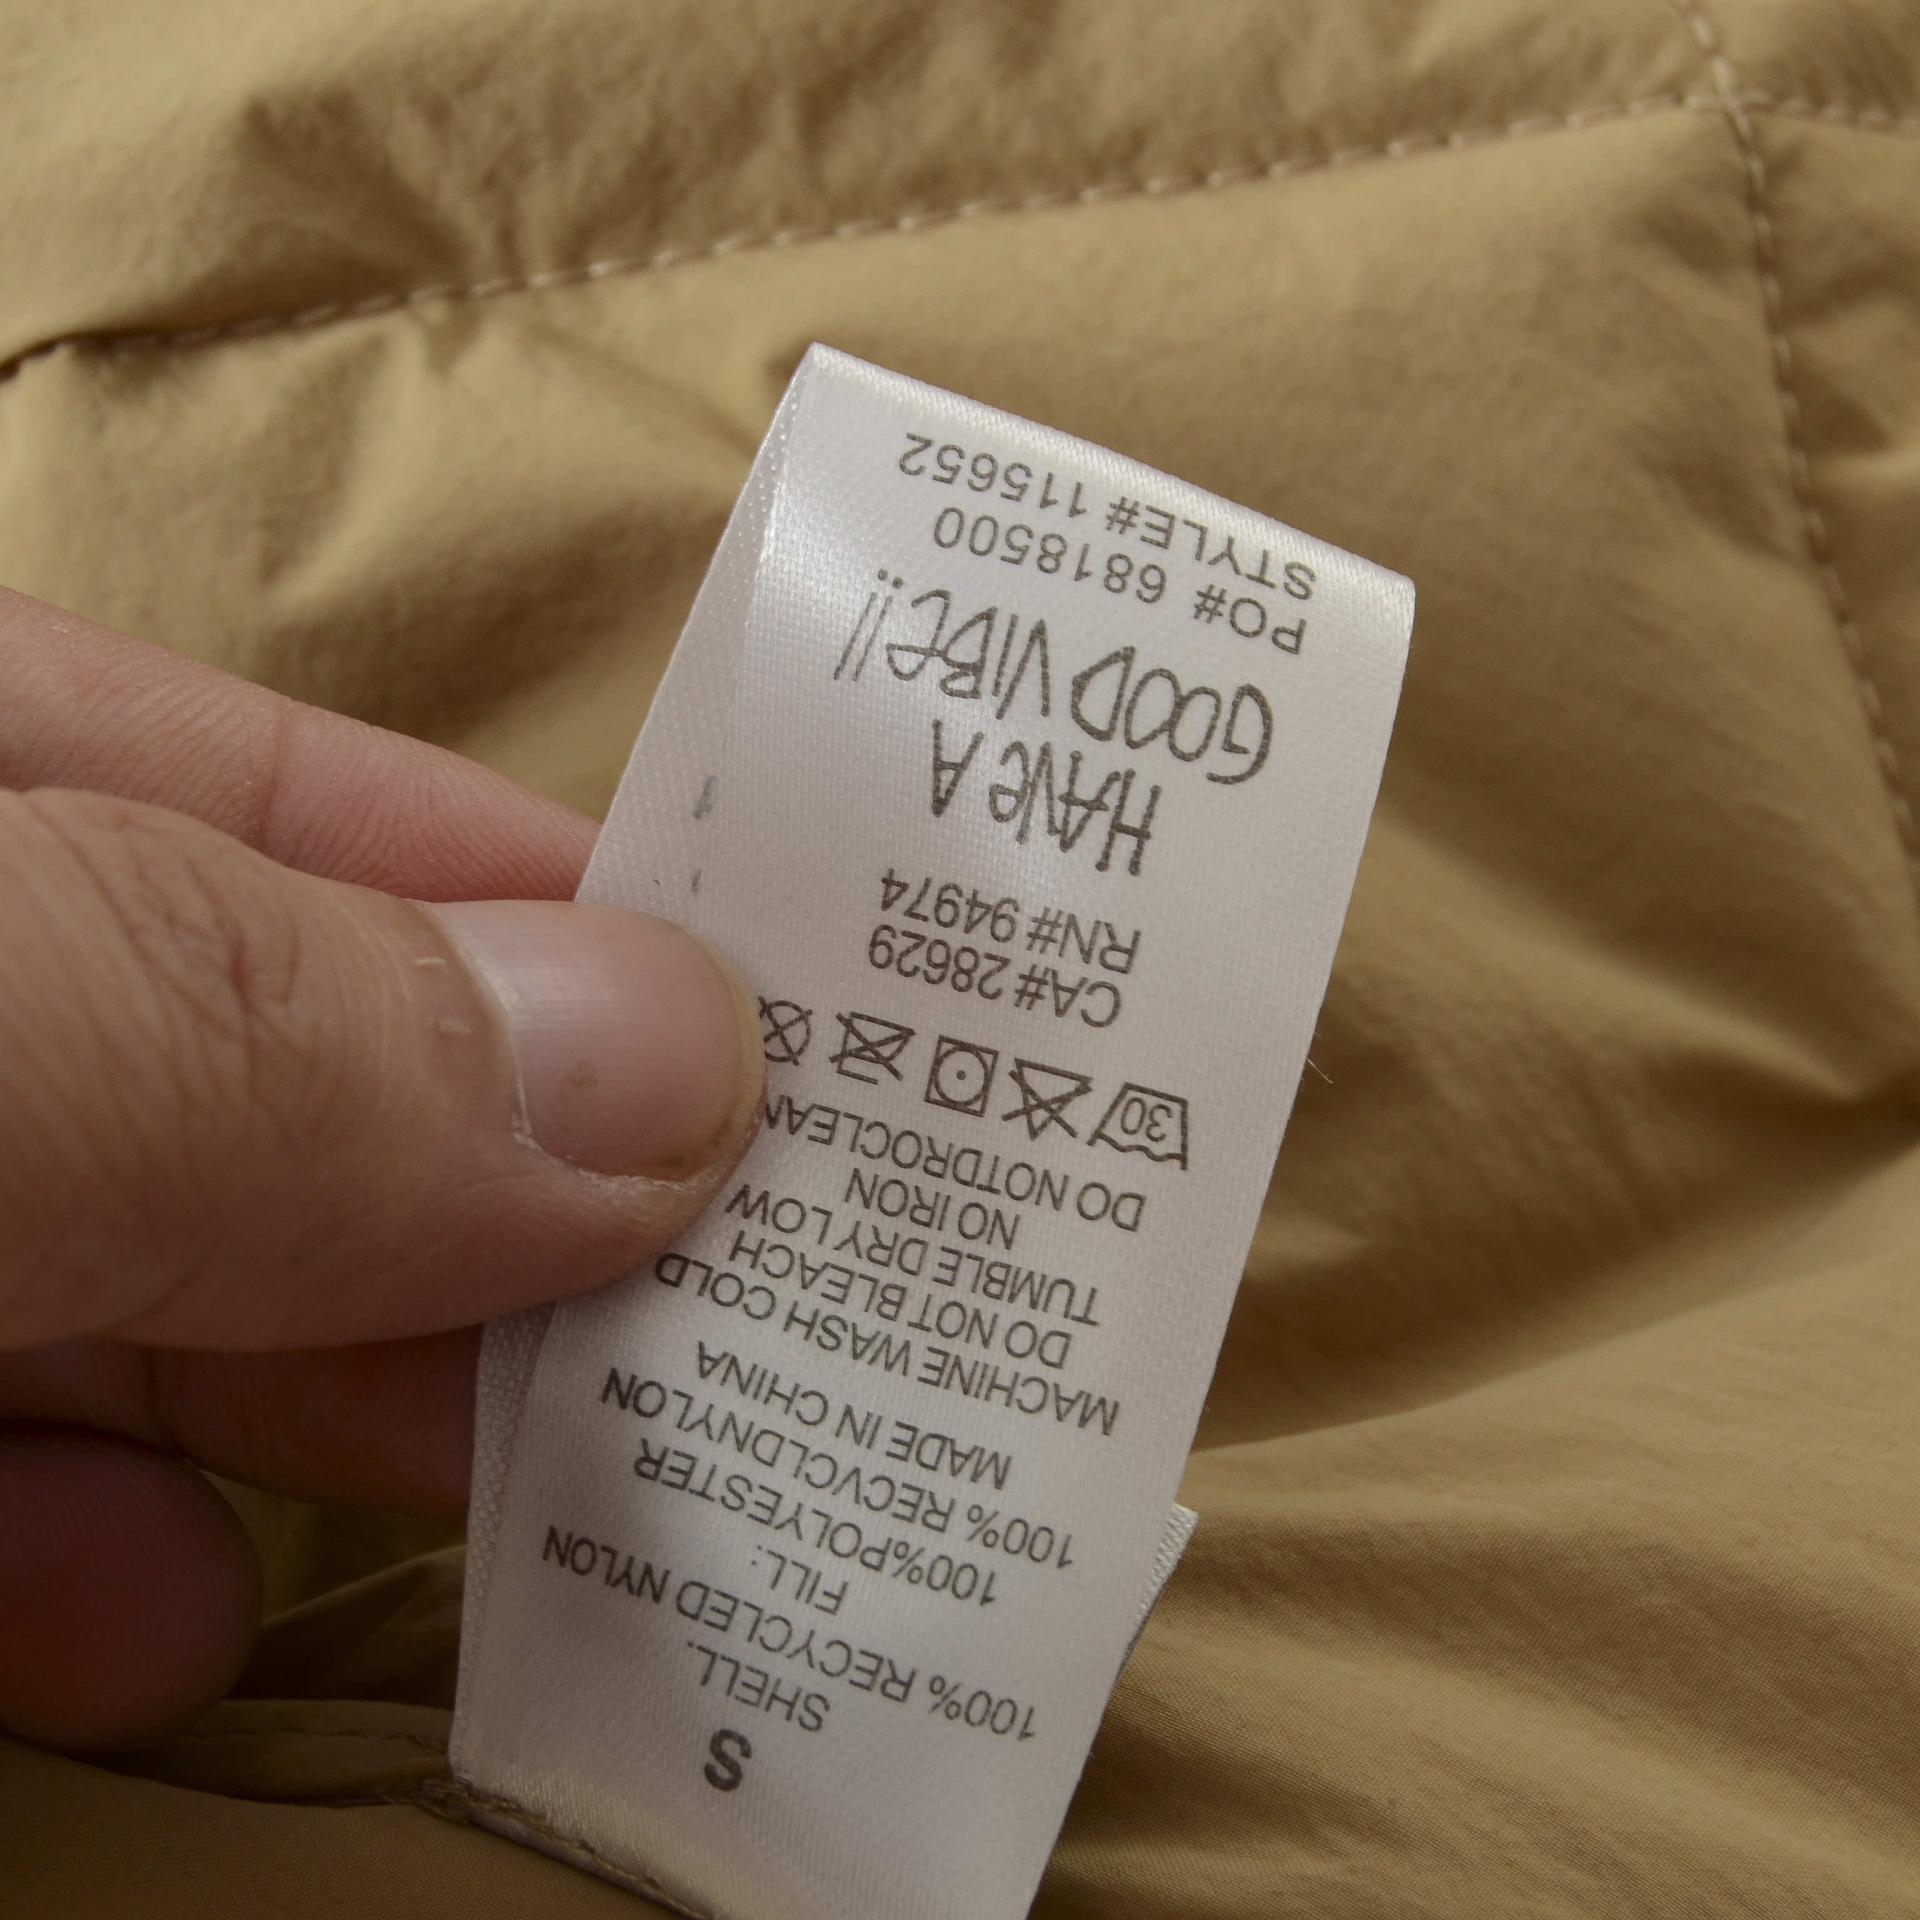 S
SHELL:
100% RECYCLED NYLON
FILL:
100%POLYESTER
100% RECVCLDNYLON
MADE IN CHINA
MACHINE WASH COLD
DO NOT BLEACH
TUMBLE DRY LOW
NO IRON
DO NOTDROCLEAN
30
CA# 28629
RN# 94974
HAVe A
GOOD VIBe!!
PO# 6818500
STYLE# 115652